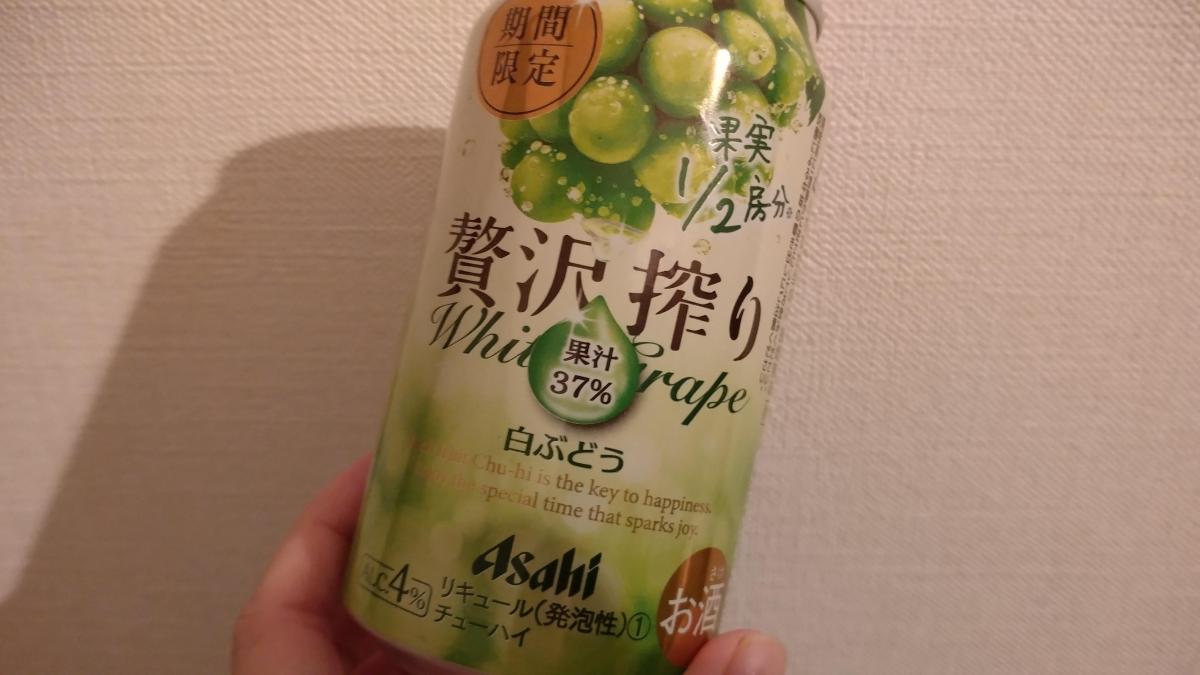 期間
限定
果実
1/2房分。
贅沢搾り
White Grape
果汁
37%
白ぶどう
Chu-hi is the key to happiness.
the special time that sparks joy.
Asahi
ALC.4%
リキュール(発泡性)①
チューハイ
さけ
お酒